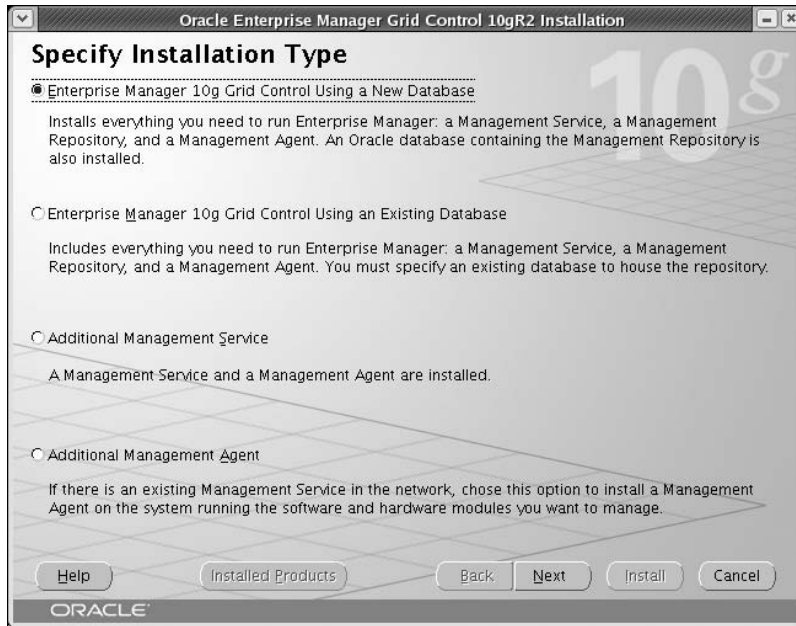 Oracle Enterprise Manager Grid Control 10gR2 Installation
Specify Installation Type
10g
Enterprise Manager 10g Grid Control Using a New Database
Installs everything you need to run Enterprise Manager: a Management Service, a Management
Repository, and a Management Agent. An Oracle database containing the Management Repository is
also installed.
Enterprise Manager 10g Grid Control Using an Existing Database
Includes everything you need to run Enterprise Manager: a Management Service, a Management
Repository, and a Management Agent. You must specify an existing database to house the repository.
Additional Management Service
A Management Service and a Management Agent are installed.
Additional Management Agent
If there is an existing Management Service in the network, chose this option to install a Management
Agent on the system running the software and hardware modules you want to manage.
Help Installed Products Back Next Install Cancel
ORACLE